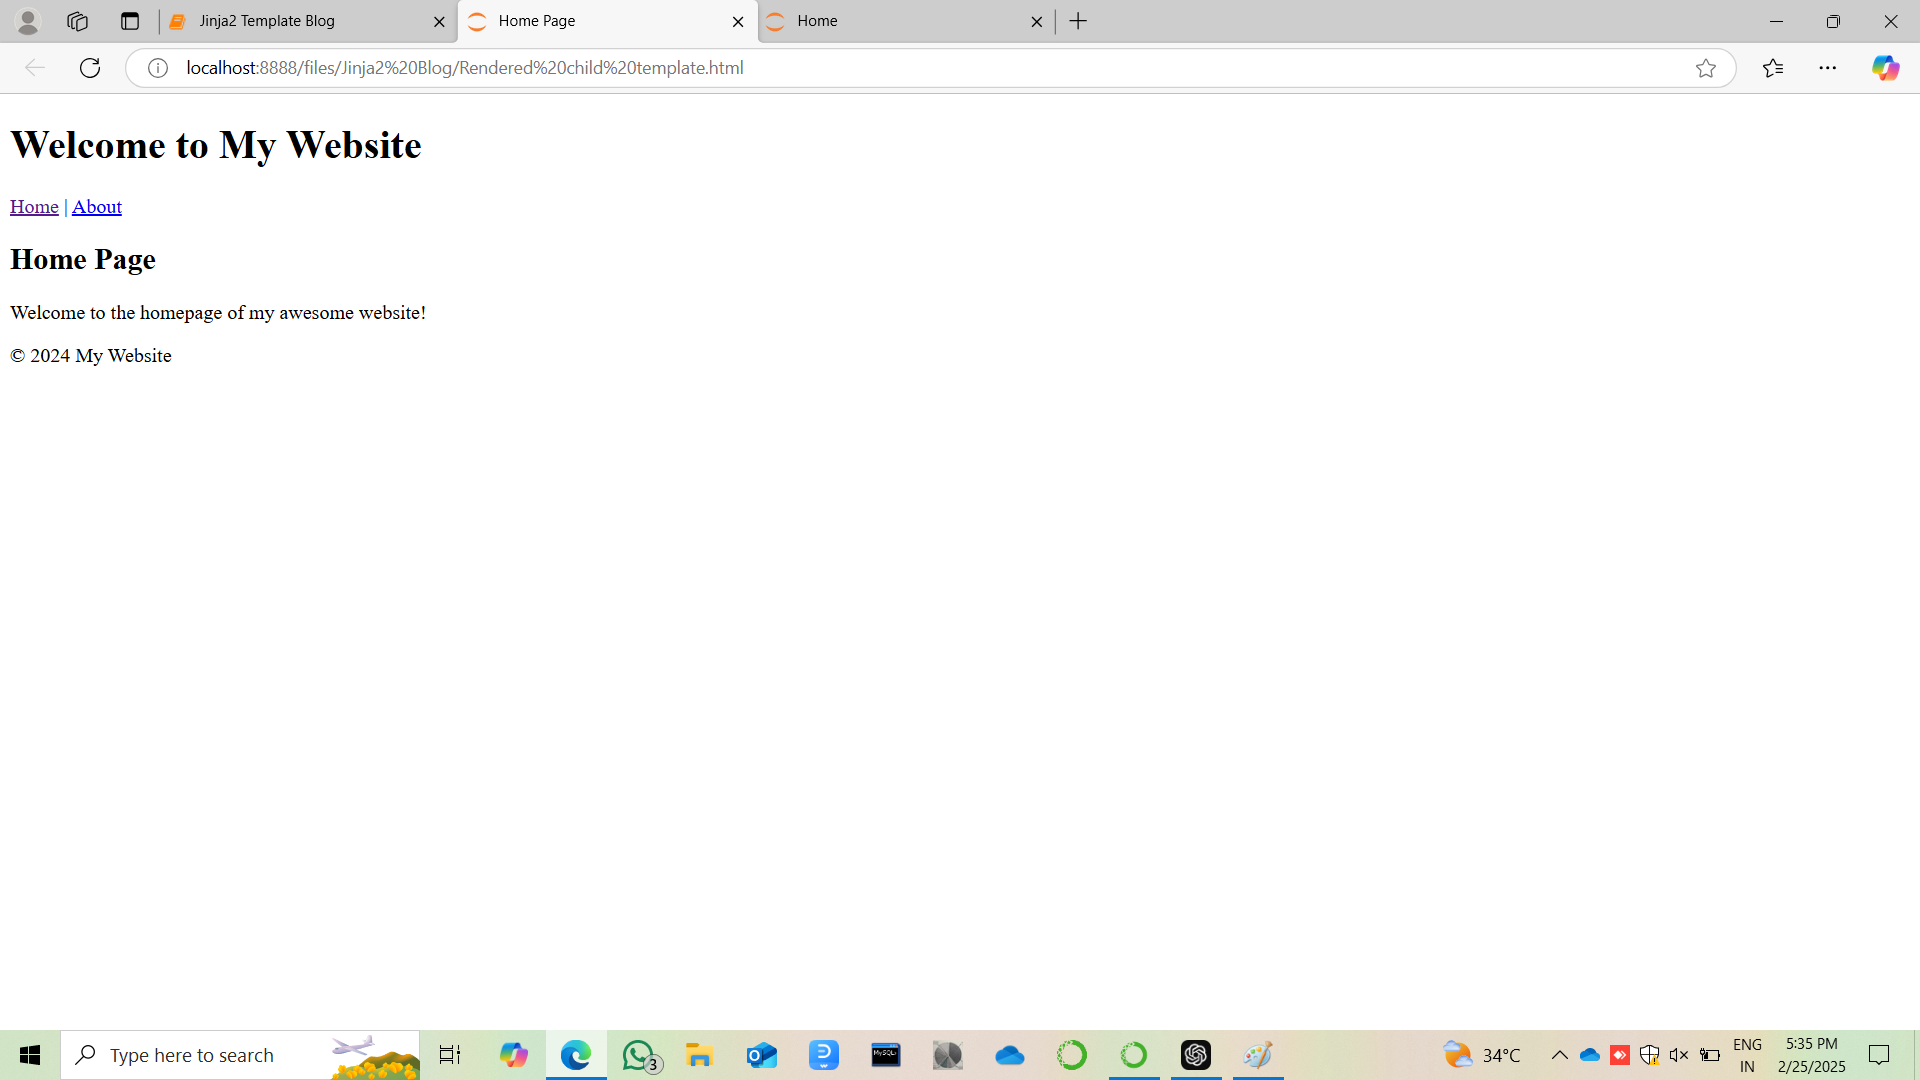 Jinja2 Template Blog
Home Page
Home
localhost:8888/files/Jinja2%20Blog/Rendered%20child%20template.html
Welcome to My Website
Home | About
Home Page
Welcome to the homepage of my awesome website!
© 2024 My Website
Type here to search
3
MySQL
34°C
ENG
IN
5:35 PM
2/25/2025